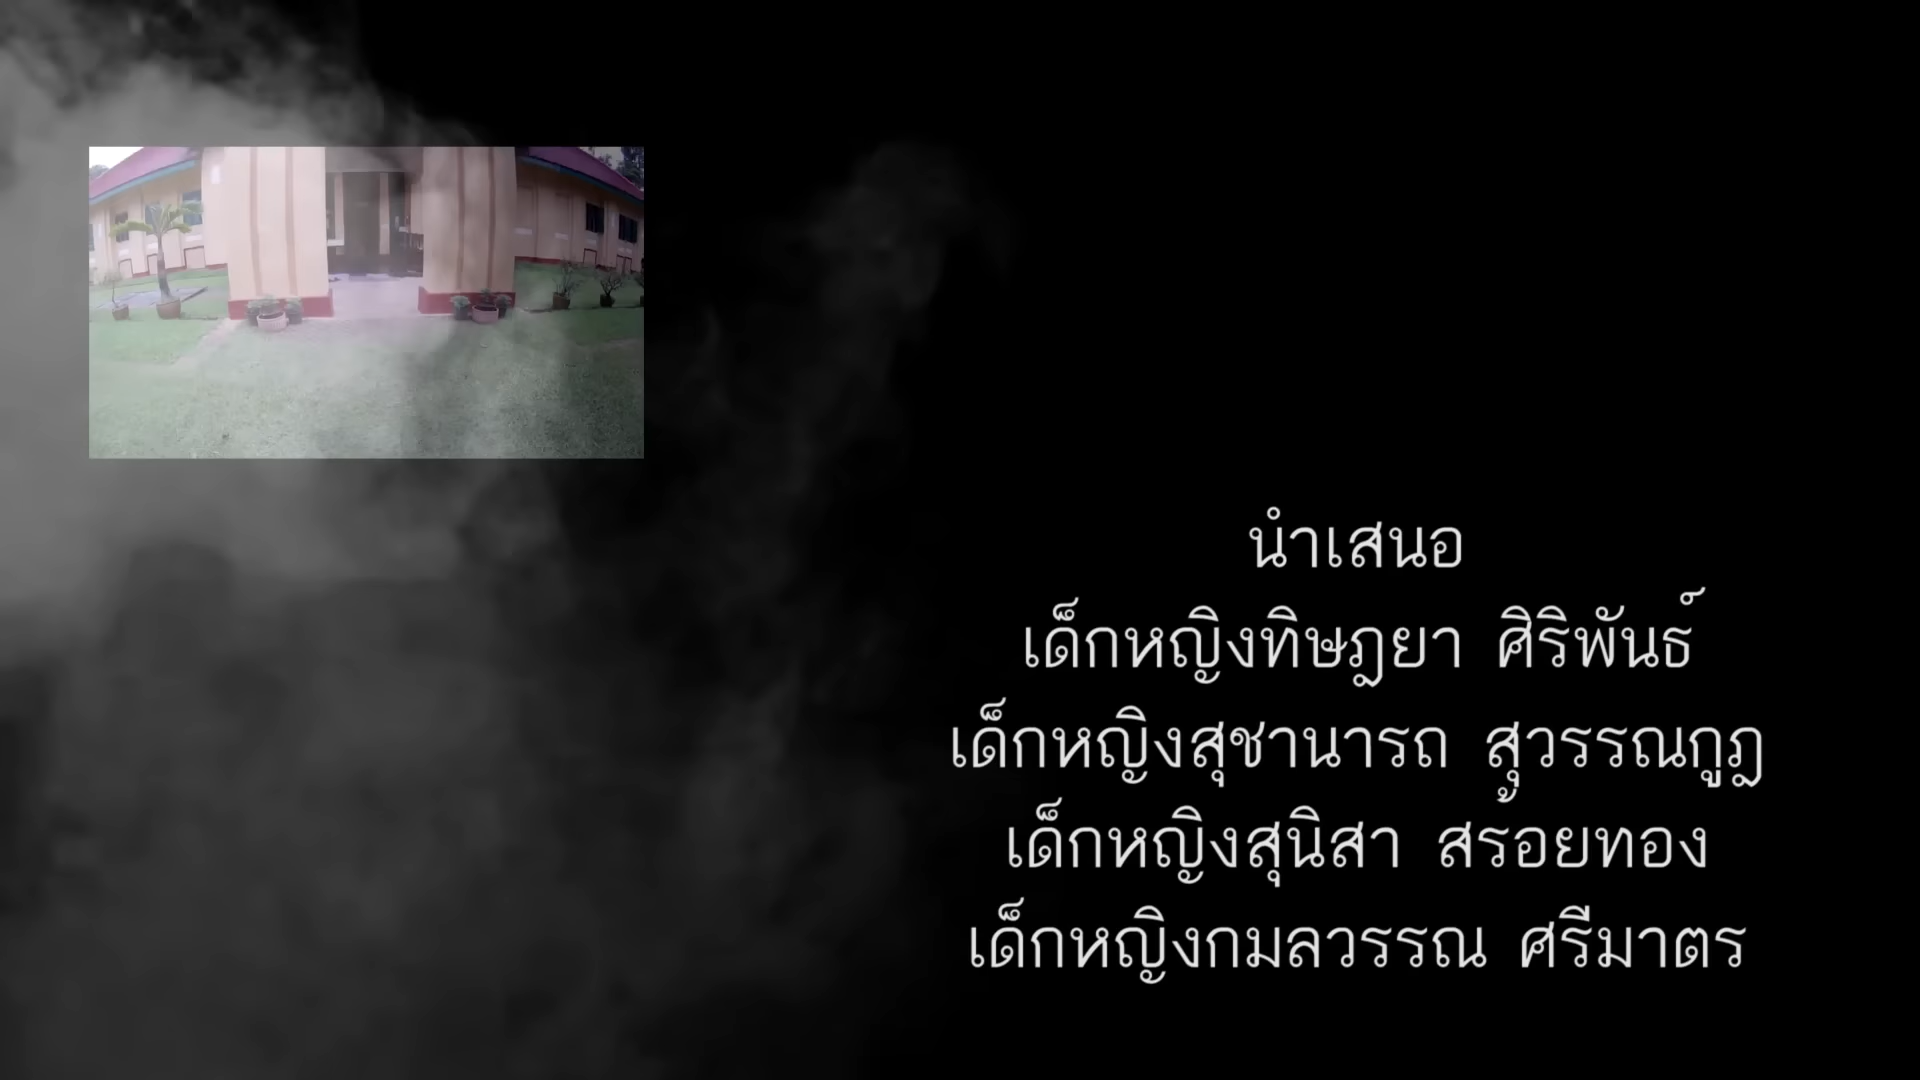 นำเสนอ
เด็กหญิงทิษฎยา ศิริพันธ์
เด็กหญิงสุชานารถ สุวรรณกูฎ
เด็กหญิงสุนิสา สร้อยทอง
เด็กหญิงกมลวรรณ ศรีมาตร